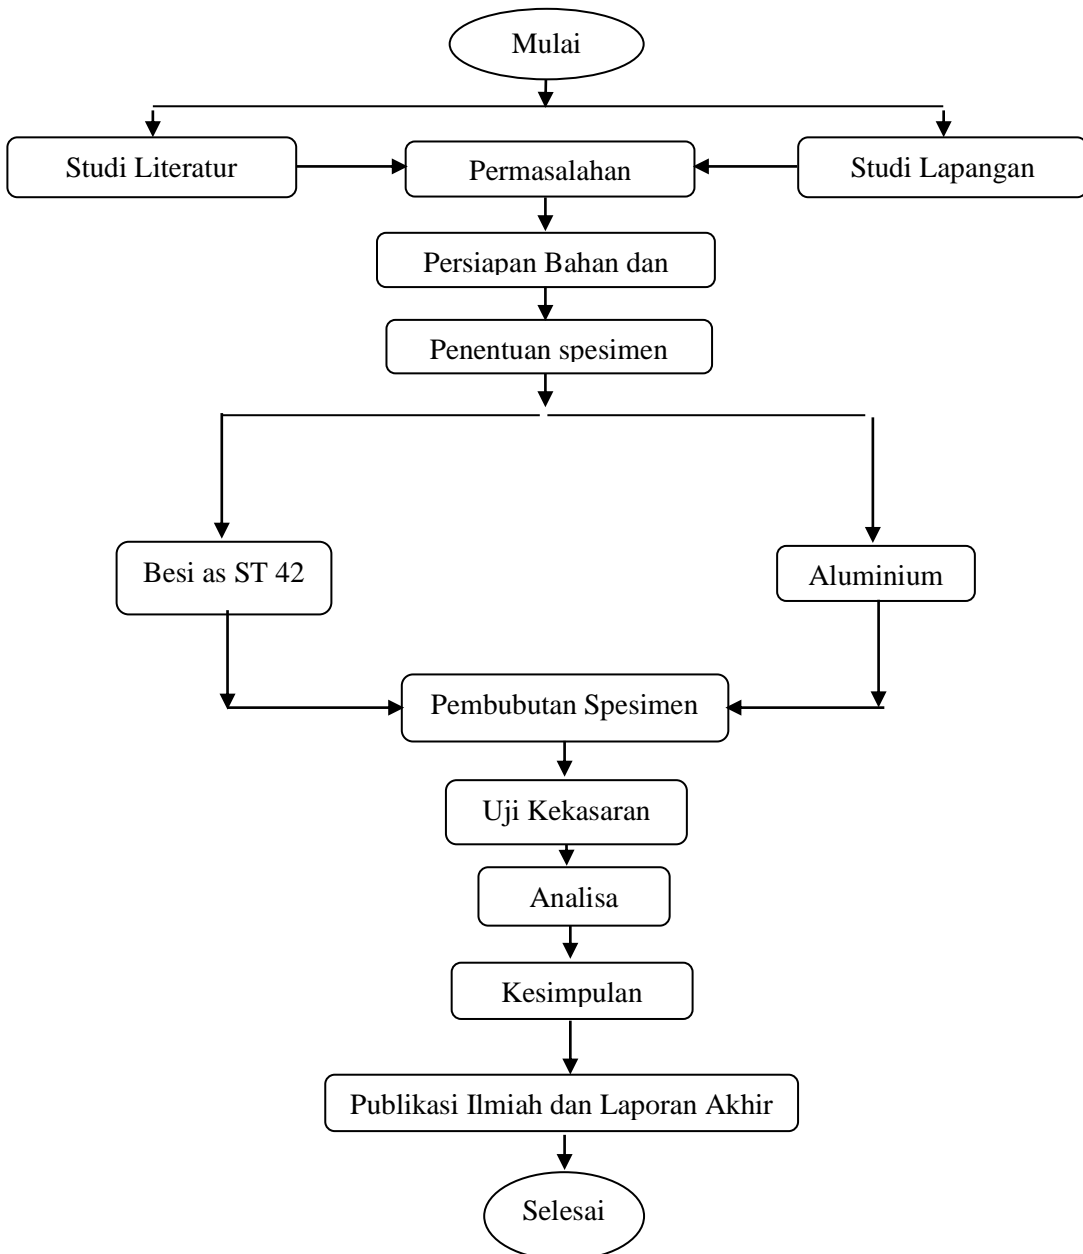 Mulai
Studi Literatur
Permasalahan
Studi Lapangan
Persiapan Bahan dan
Penentuan spesimen
Besi as ST 42
Aluminium
Pembubutan Spesimen
Uji Kekasaran
Analisa
Kesimpulan
Publikasi Ilmiah dan Laporan Akhir
Selesai